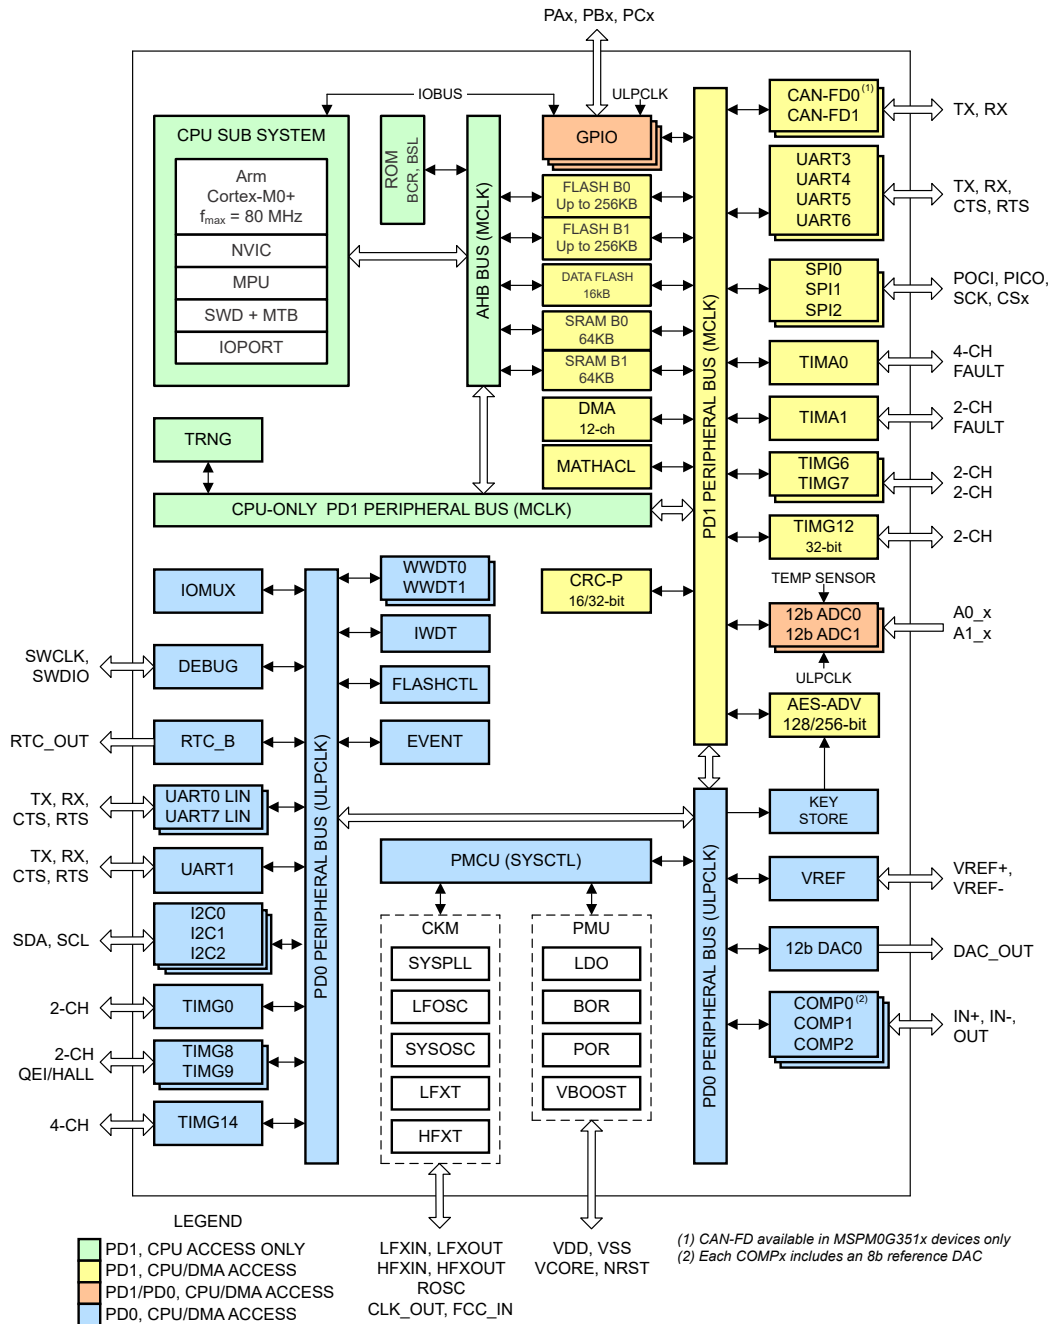 PAx, PBx, PCx
IOBUS
ULPCLK
CPU SUB SYSTEM
Arm
Cortex-M0+
fmax = 80 MHz
NVIC
MPU
SWD + MTB
IOPORT
ROM
BCR, BSL
AHB BUS (MCLK)
GPIO
FLASH B0
Up to 256KB
FLASH B1
Up to 256KB
DATA FLASH
16kB
SRAM B0
64KB
SRAM B1
64KB
DMA
12-ch
MATHACL
TRNG
CPU-ONLY PD1 PERIPHERAL BUS (MCLK)
CRC-P
16/32-bit
PD1 PERIPHERAL BUS (MCLK)
CAN-FD0(1)
CAN-FD1
TX, RX
UART3
UART4
UART5
UART6
TX, RX,
CTS, RTS
SPI0
SPI1
SPI2
POCI, PICO,
SCK, CSx
TIMA0
4-CH
FAULT
TIMA1
2-CH
FAULT
TIMG6
TIMG7
2-CH
2-CH
TIMG12
32-bit
2-CH
TEMP SENSOR
12b ADC0
12b ADC1
A0_x
A1_x
ULPCLK
AES-ADV
128/256-bit
KEY
STORE
IOMUX
SWCLK,
SWDIO
DEBUG
RTC_OUT
RTC_B
TX, RX,
CTS, RTS
UART0 LIN
UART7 LIN
TX, RX,
CTS, RTS
UART1
SDA, SCL
I2C0
I2C1
I2C2
2-CH
TIMG0
2-CH
QEI/HALL
TIMG8
TIMG9
4-CH
TIMG14
PD0 PERIPHERAL BUS (ULPCLK)
WWDT0
WWDT1
IWDT
FLASHCTL
EVENT
PMCU (SYSCTL)
CKM
SYSPLL
LFOSC
SYSOSC
LFXT
HFXT
PMU
LDO
BOR
POR
VBOOST
PD0 PERIPHERAL BUS (ULPCLK)
VREF
VREF+,
VREF-
12b DAC0
DAC_OUT
COMP0(2)
COMP1
COMP2
IN+, IN-,
OUT
LEGEND
PD1, CPU ACCESS ONLY
PD1, CPU/DMA ACCESS
PD1/PD0, CPU/DMA ACCESS
PD0, CPU/DMA ACCESS
LFXIN, LFXOUT
HFXIN, HFXOUT
ROSC
CLK_OUT, FCC_IN
VDD, VSS
VCORE, NRST
(1) CAN-FD available in MSPM0G351x devices only
(2) Each COMPx includes an 8b reference DAC